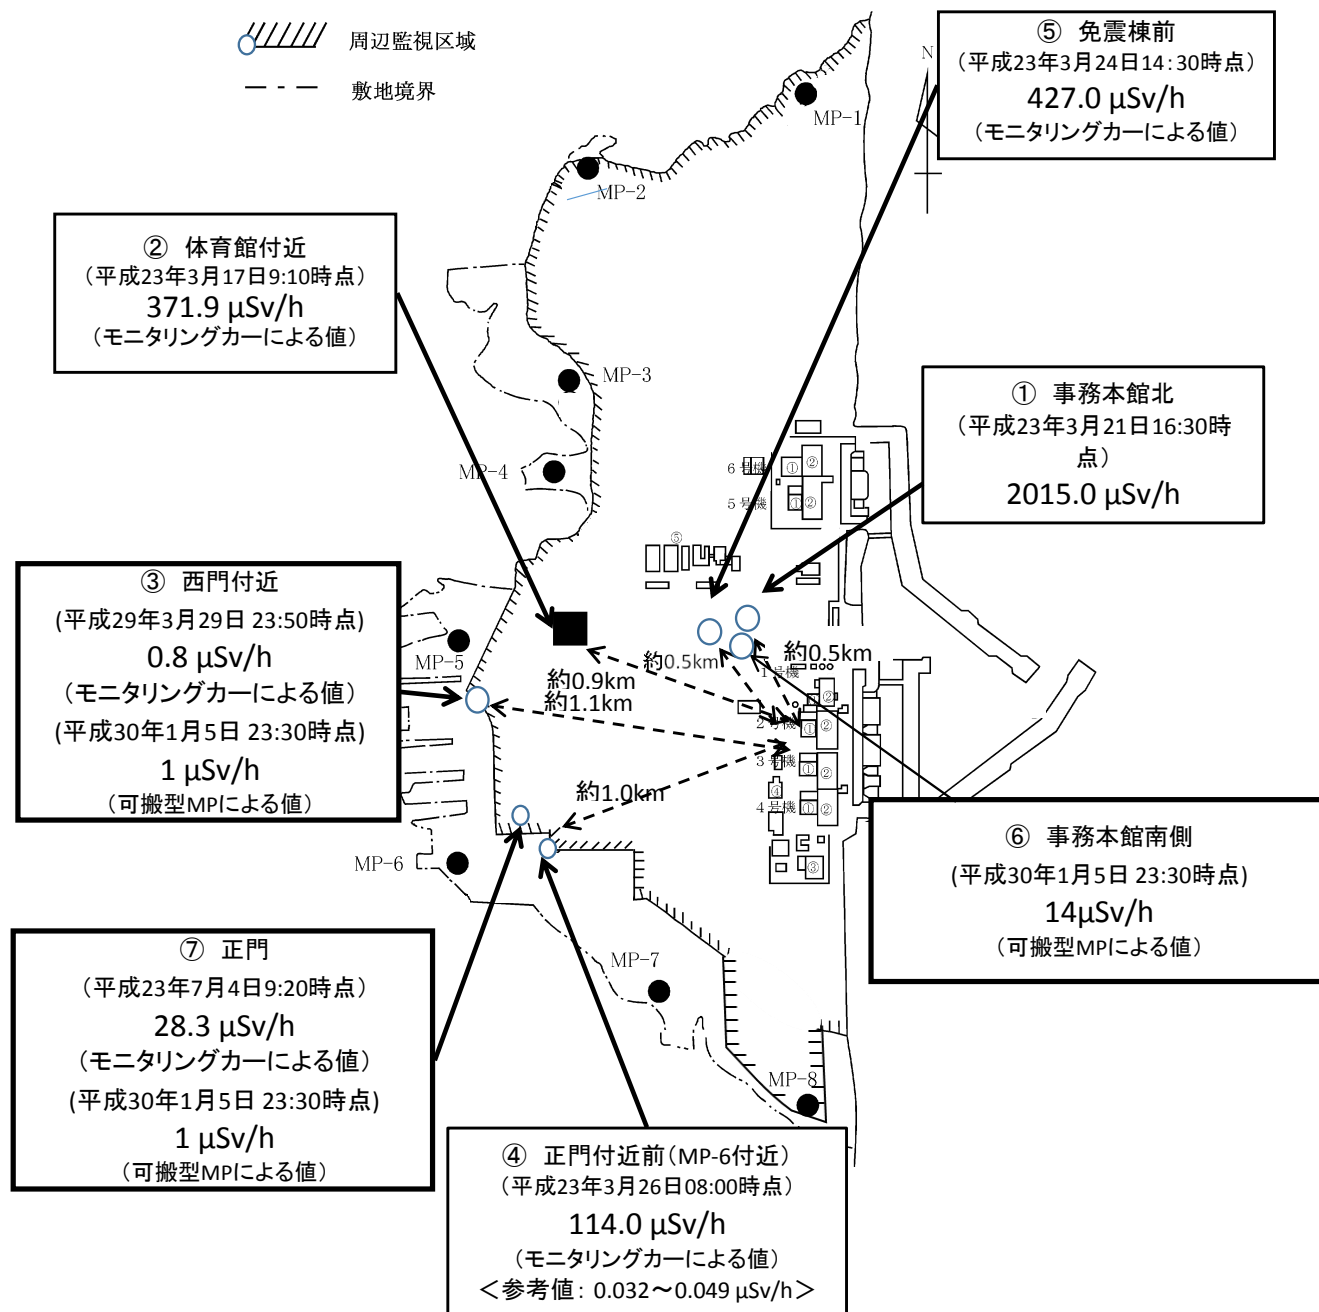 周辺監視区域
敷地境界
⑤ 免震棟前
(平成23年3月24日14:30時点)
427.0 μSv/h
(モニタリングカーによる値)
N
MP-1
MP-2
② 体育館付近
(平成23年3月17日9:10時点)
371.9 μSv/h
(モニタリングカーによる値)
MP-3
① 事務本館北
(平成23年3月21日16:30時
点)
2015.0 μSv/h
MP-4
6号機
①
②
5号機
①
②
⑤
③ 西門付近
(平成29年3月29日 23:50時点)
0.8 μSv/h
(モニタリングカーによる値)
(平成30年1月5日 23:30時点)
1 μSv/h
(可搬型MPによる値)
MP-5
約0.5km
約0.5km
約0.9km
約1.1km
1号機
②
2号機
①
②
3号機
①
②
約1.0km
④
4号機
①
②
③
MP-6
⑥ 事務本館南側
(平成30年1月5日 23:30時点)
14μSv/h
(可搬型MPによる値)
⑦ 正門
(平成23年7月4日9:20時点)
28.3 μSv/h
(モニタリングカーによる値)
(平成30年1月5日 23:30時点)
1 μSv/h
(可搬型MPによる値)
MP-7
MP-8
④ 正門付近前(MP-6付近)
(平成23年3月26日08:00時点)
114.0 μSv/h
(モニタリングカーによる値)
<参考値: 0.032~0.049 μSv/h>